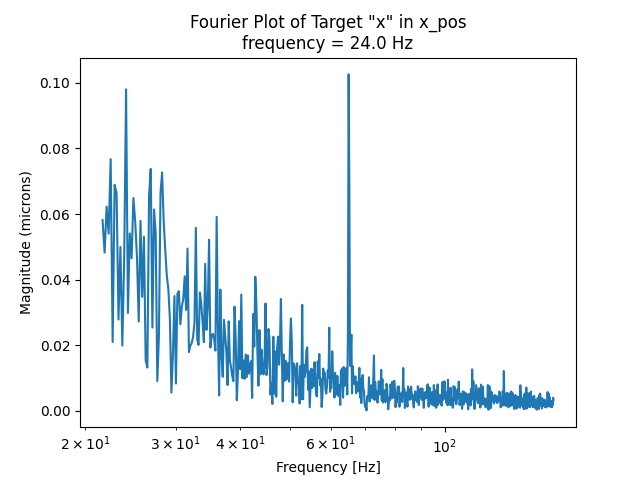 Fourier Plot of Target "x" in x_pos
frequency = 24.0 Hz
Magnitude (microns)
0.10
0.08
0.06
0.04
0.02
0.00
2 × 10¹ 3 × 10¹ 4 × 10¹ 6 × 10¹ 10²
Frequency [Hz]